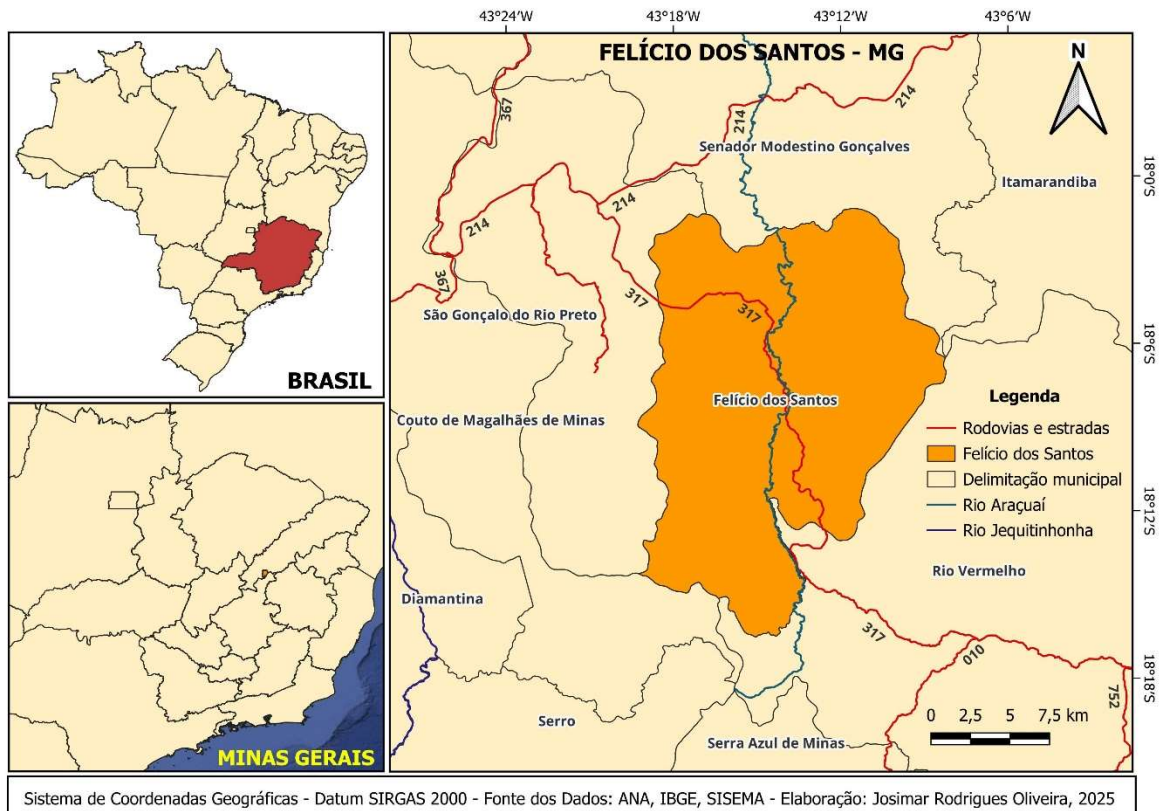 43°24'W 43°18'W 43°12'W 43°6'W
FELÍCIO DOS SANTOS - MG
N
BRASIL
MINAS GERAIS
367
214
214
Senador Modestino Gonçalves
Itamarandiba
18°0'S
214
214
367
317
317
São Gonçalo do Rio Preto
18°6'S
Felício dos Santos
Couto de Magalhães de Minas
Legenda
Rodovias e estradas
Felício dos Santos
Delimitação municipal
Rio Araçuaí
Rio Jequitinhonha
18°12'S
Rio Vermelho
Diamantina
317
010
752
18°18'S
Serro
Serra Azul de Minas
0 2,5 5 7,5 km
Sistema de Coordenadas Geográficas - Datum SIRGAS 2000 - Fonte dos Dados: ANA, IBGE, SISEMA - Elaboração: Josimar Rodrigues Oliveira, 2025